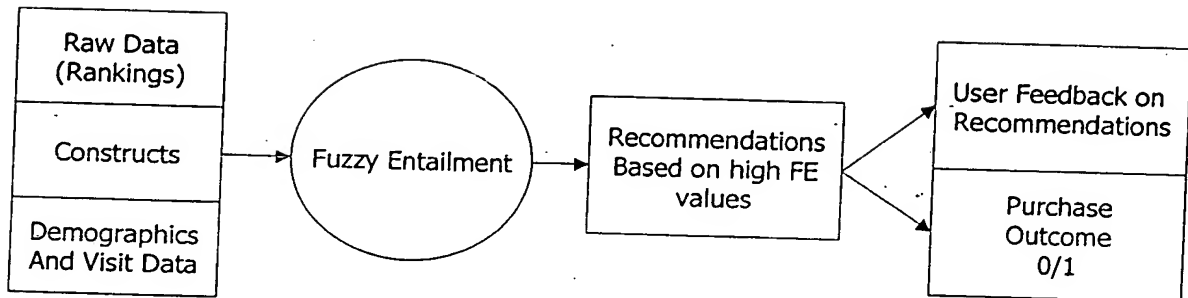 Raw Data
(Rankings)
Constructs
Demographics
And Visit Data
Fuzzy Entailment
Recommendations
Based on high FE
values
User Feedback on
Recommendations
Purchase
Outcome
0/1